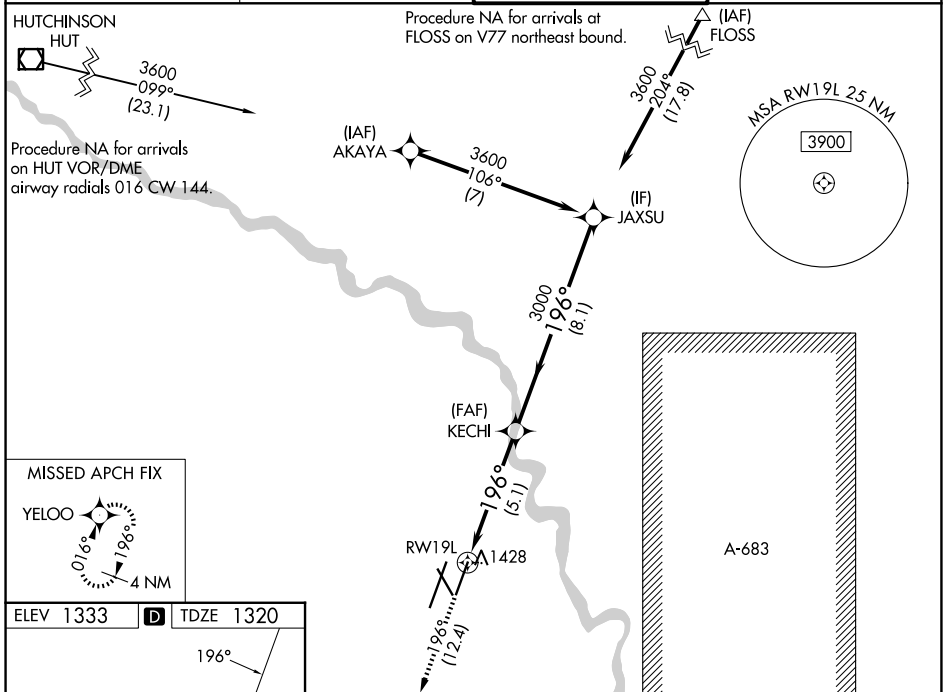 HUTCHINSON
HUT
3600
099°
(23.1)
Procedure NA for arrivals
on HUT VOR/DME
airway radials 016 CW 144.
Procedure NA for arrivals at
FLOSS on V77 northeast bound.
(IAF)
FLOSS
3600
204°
(17.8)
MSA RW19L 25 NM
3900
(IAF)
AKAYA
3600
106°
(7)
(IF)
JAXSU
3000
196°
(8.1)
(FAF)
KECHI
196°
(5.1)
MISSED APCH FIX
YELOO
016°
196°
4 NM
RW19L
1428
196°
(12.4)
A-683
ELEV 1333 D TDZE 1320
196°